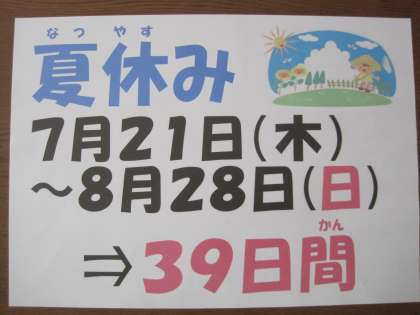 なつ やす
夏休み
7月21日(木)
～8月28日(日)
かん
⇒39日間